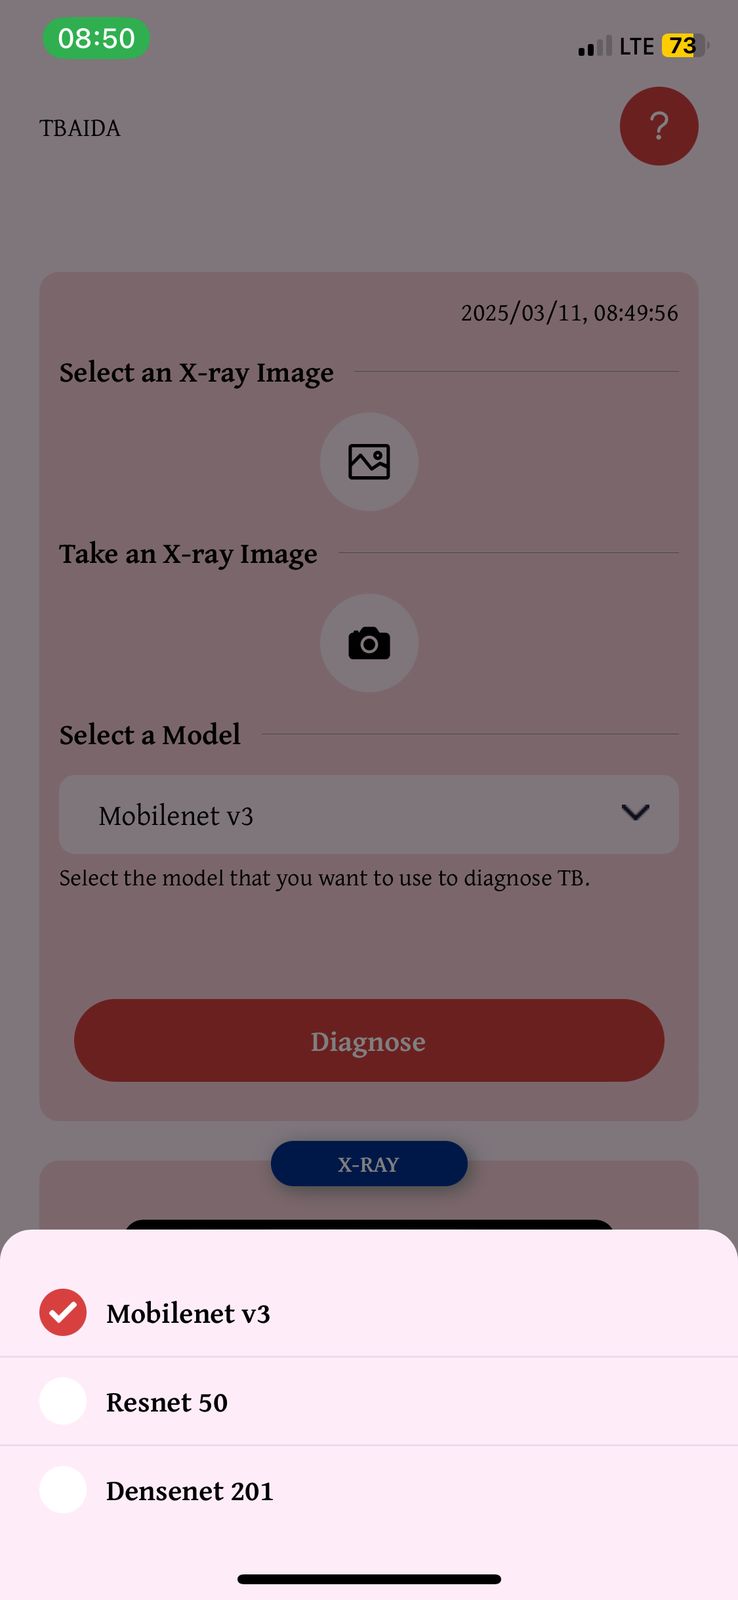 08:50
LTE 73
TBAIDA
?
2025/03/11, 08:49:56
Select an X-ray Image
Take an X-ray Image
Select a Model
Mobilenet v3
Select the model that you want to use to diagnose TB.
Diagnose
X-RAY
Mobilenet v3
Resnet 50
Densenet 201